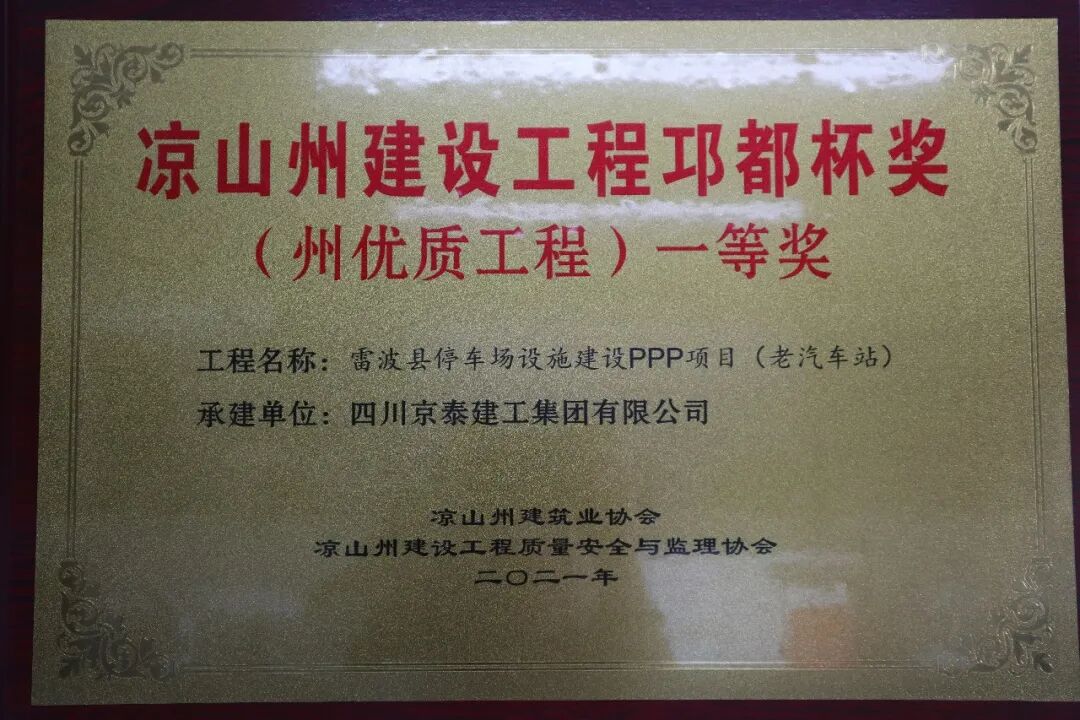 凉山州建设工程邛都杯奖
（州优质工程）一等奖
工程名称：雷波县停车场设施建设PPP项目（老汽车站）
承建单位：四川京泰建工集团有限公司
凉山州建筑业协会
凉山州建设工程质量安全与监理协会
二〇二一年